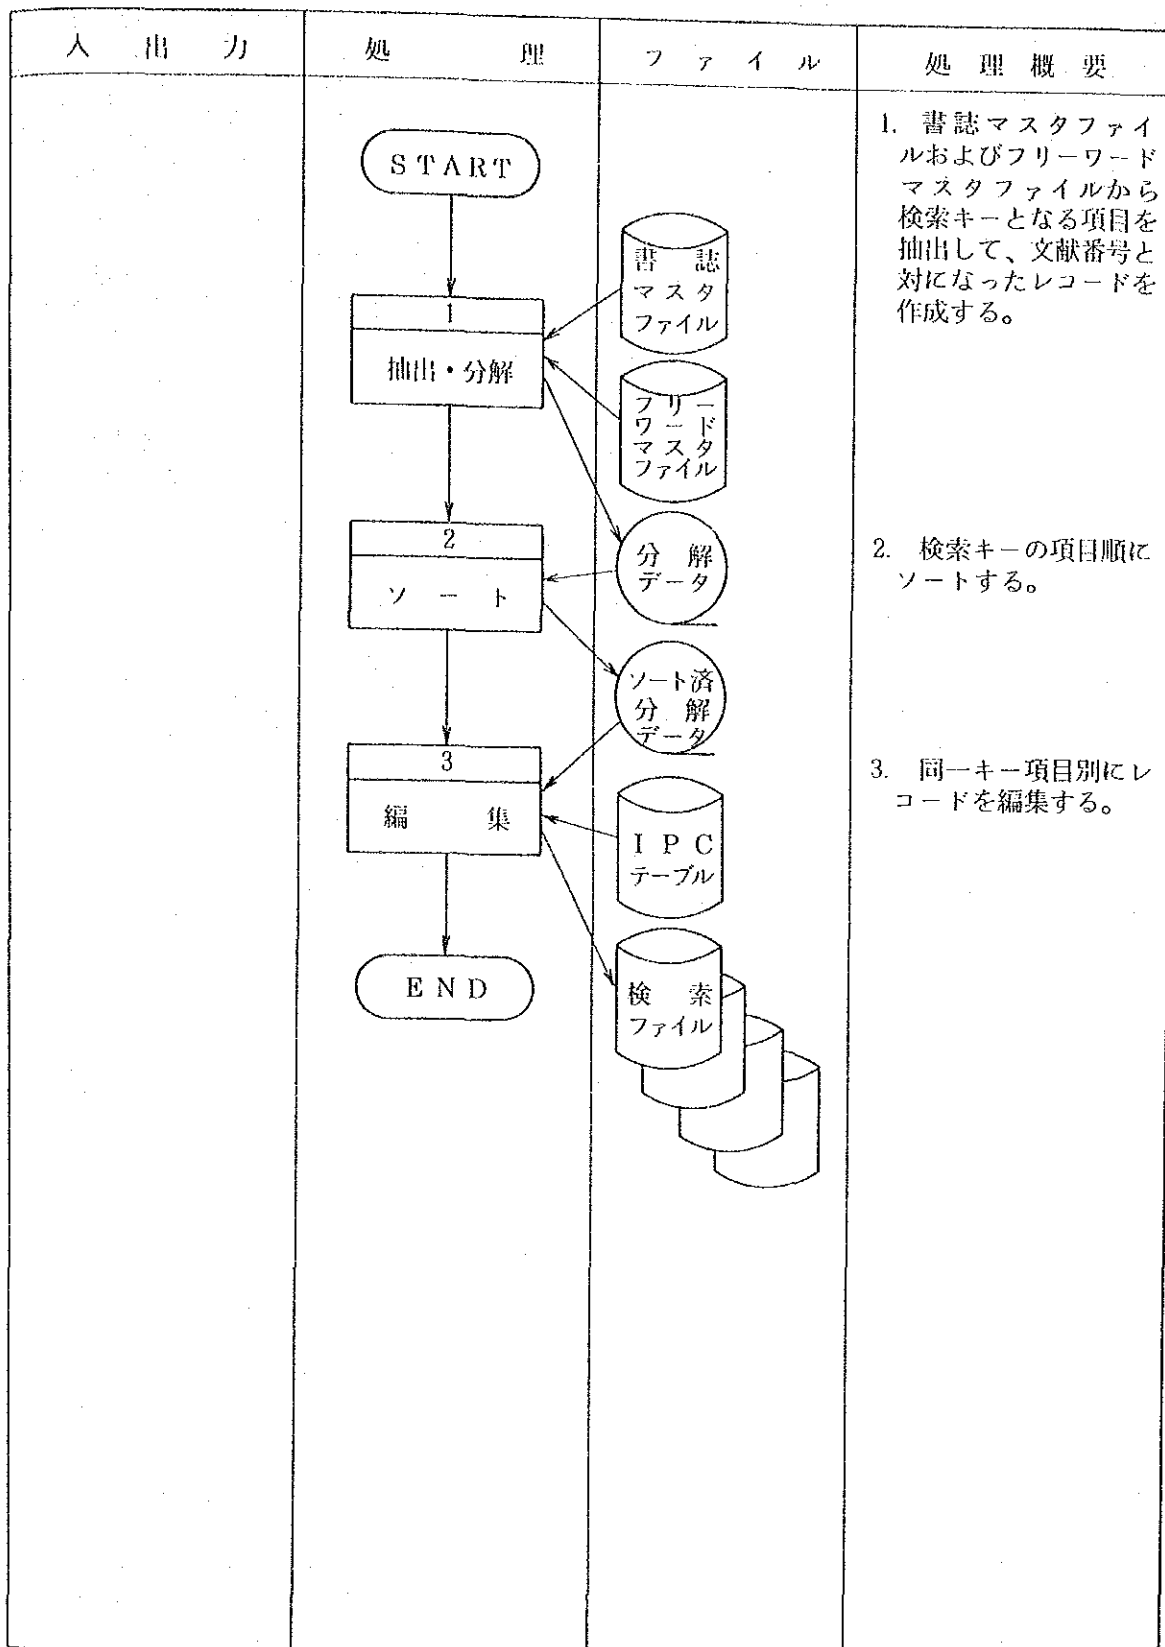 入出力
処理
ファイル
処理概要
START
1
抽出・分解
2
ソート
3
編集
END
書誌
マスタ
ファイル
フリー
ワード
マスタ
ファイル
分解
データ
ソート済
分解
データ
IPC
テーブル
検索
ファイル
1. 書誌マスタファイ
ルおよびフリーワード
マスタファイルから
検索キーとなる項目を
抽出して、文献番号と
対になったレコードを
作成する。
2. 検索キーの項目順に
ソートする。
3. 同一キー項目別にレ
コードを編集する。